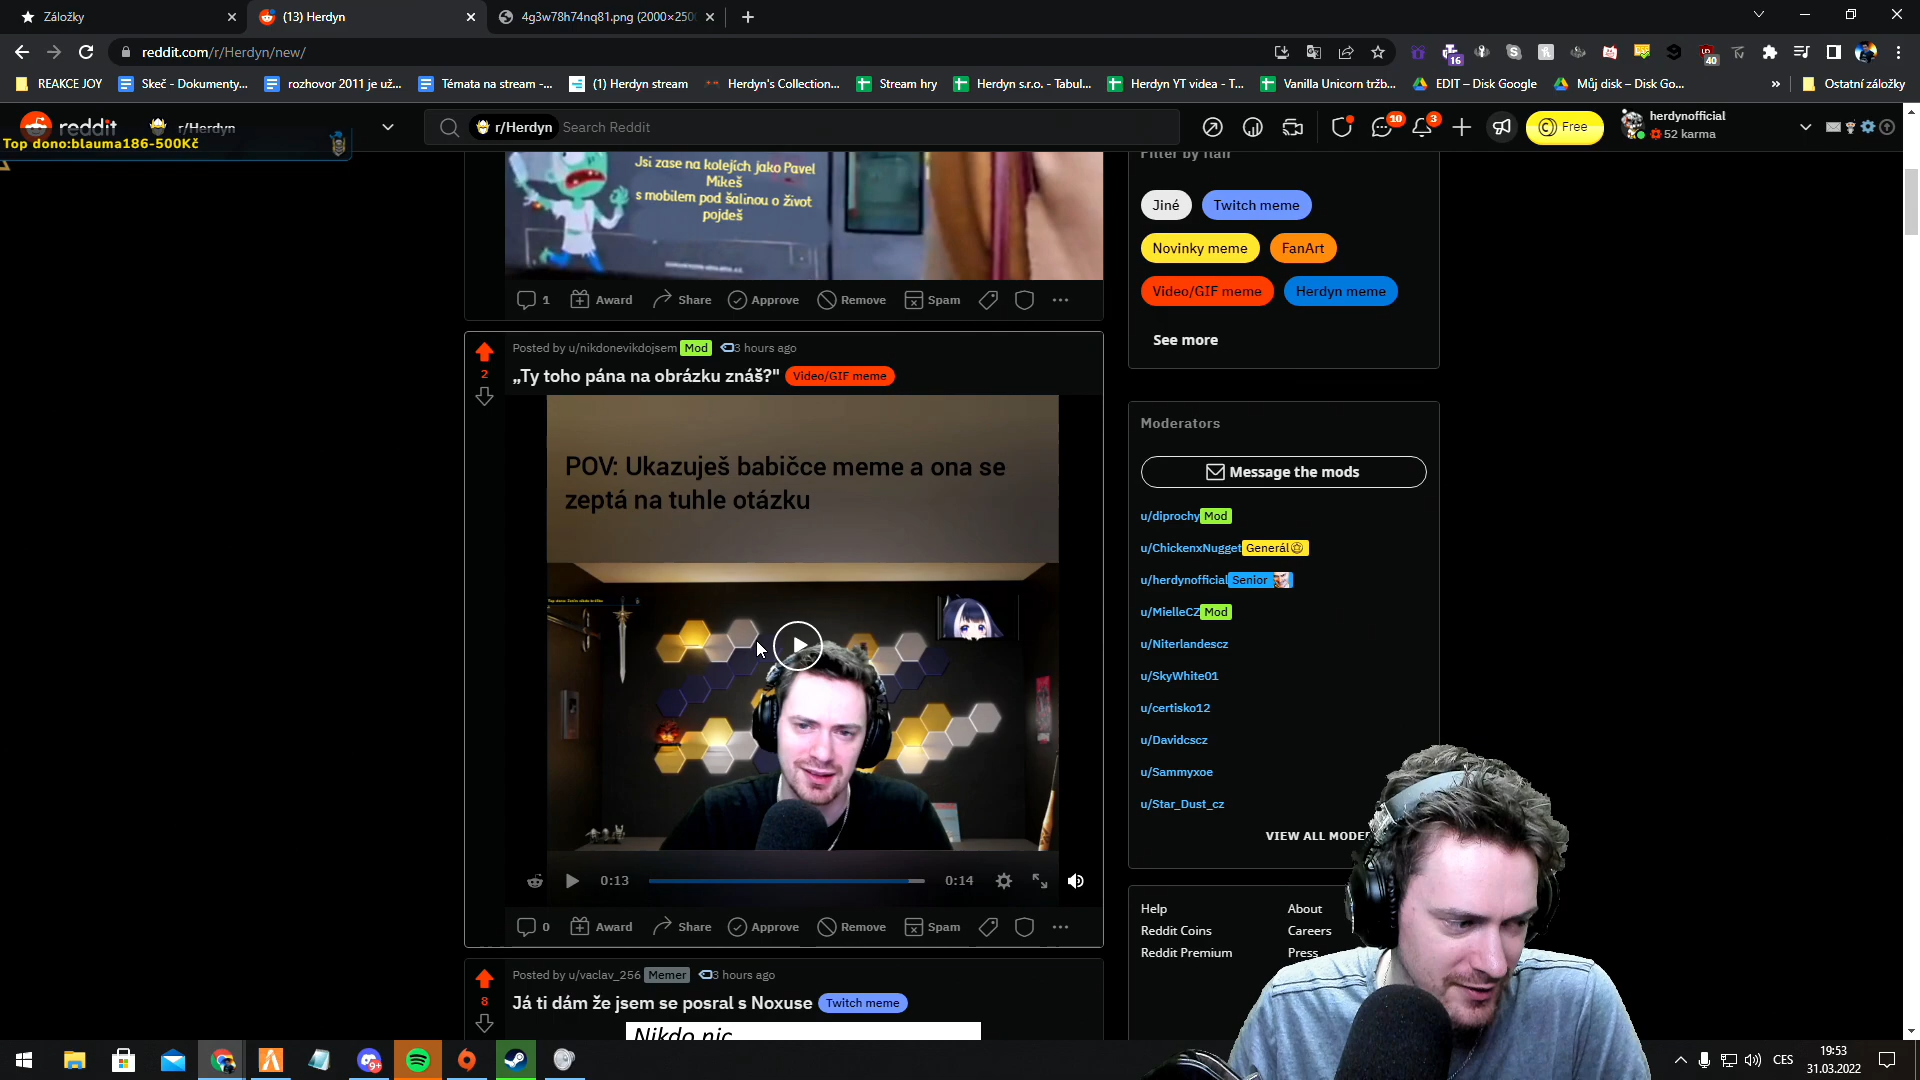 Záložky
(13) Herdyn
4g3w78h74nq81.png (2000×250
reddit.com/r/Herdyn/new/
16
40
REAKCE JOY
Skeč - Dokumenty...
rozhovor 2011 je už...
Témata na stream -...
(1) Herdyn stream
Herdyn's Collection...
Stream hry
Herdyn s.r.o. - Tabul...
Herdyn YT videa - T...
Vanilla Unicorn tržb...
EDIT – Disk Google
Můj disk – Disk Go...
»
Ostatní záložky
reddit
r/Herdyn
r/Herdyn
Search Reddit
10
3
Free
herdynofficial
52 karma
Top dono:blauma186-500Kč
Jsi zase na kolejích jako Pavel
Mikeš
s mobilem pod šalinou o život
pojdeš
1
Award
Share
Approve
Remove
Spam
Filter by flair
Jiné
Twitch meme
Novinky meme
FanArt
Video/GIF meme
Herdyn meme
See more
2
Posted by u/nikdonevikdojsem
Mod
3 hours ago
„Ty toho pána na obrázku znáš?"
Video/GIF meme
POV: Ukazuješ babičce meme a ona se
zeptá na tuhle otázku
0:13
0:14
0
Award
Share
Approve
Remove
Spam
Moderators
Message the mods
u/diprochy Mod
u/ChickenxNugget Generál
u/herdynofficial Senior
u/MielleCZ Mod
u/Niterlandescz
u/SkyWhite01
u/certisko12
u/Davidcscz
u/Sammyxoe
u/Star_Dust_cz
VIEW ALL MODE
Help
About
Reddit Coins
Careers
Reddit Premium
Press
8
Posted by u/vaclav_256
Memer
3 hours ago
Já ti dám že jsem se posral s Noxuse
Twitch meme
Nikdo nic
9+
CES
19:53
31.03.2022